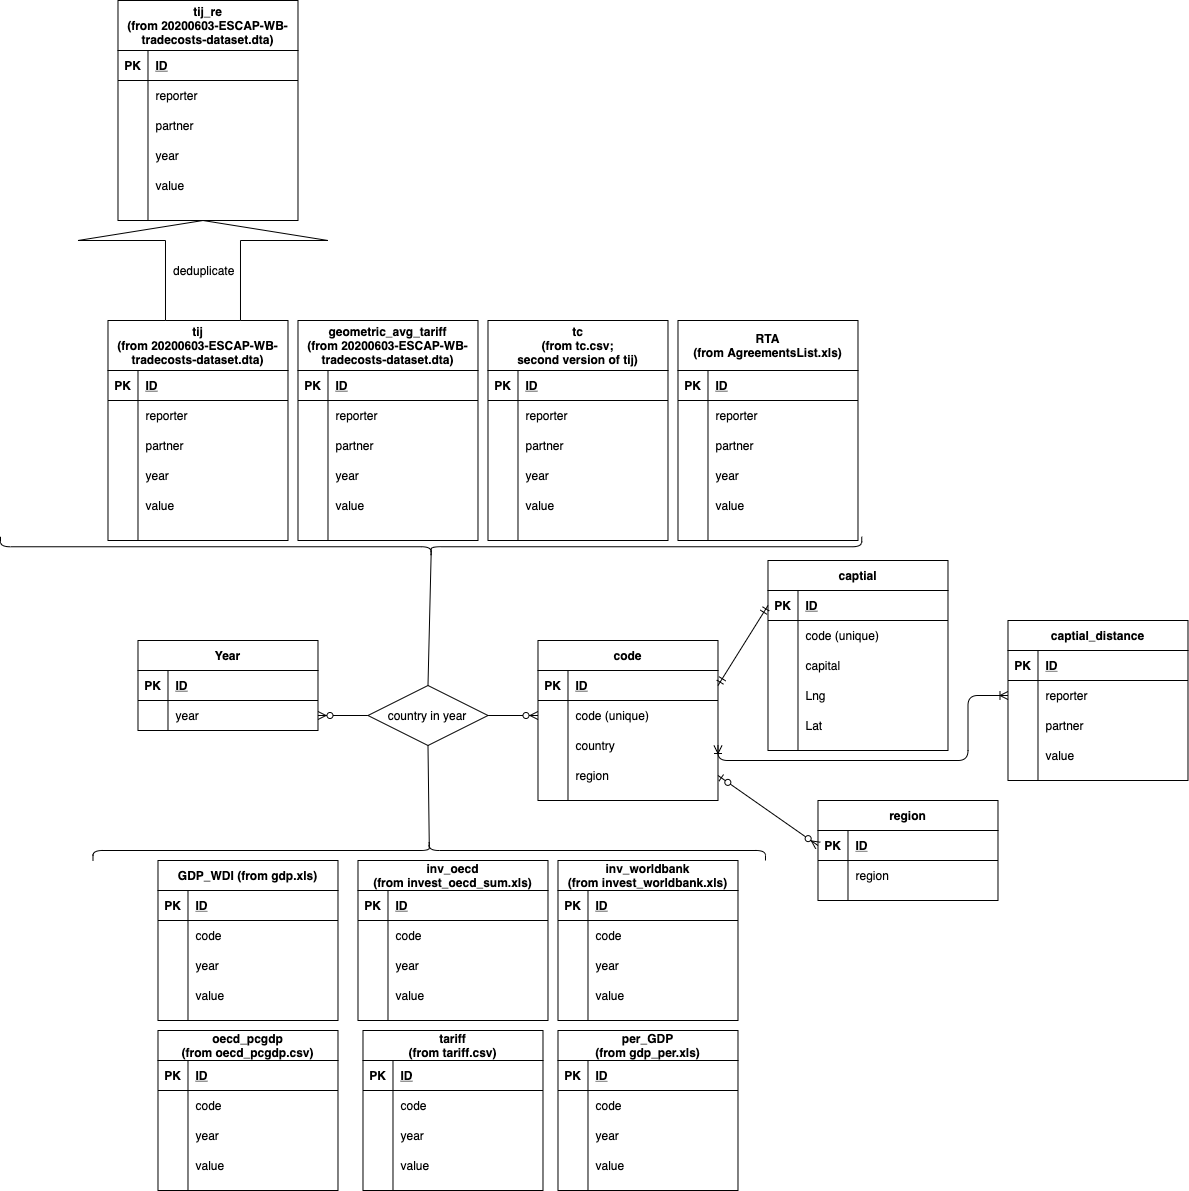 tij_re
(from 20200603-ESCAP-WB-
tradecosts-dataset.dta)
PK ID
reporter
partner
year
value
deduplicate
tij
(from 20200603-ESCAP-WB-
tradecosts-dataset.dta)
PK ID
reporter
partner
year
value
geometric_avg_tariff
(from 20200603-ESCAP-WB-
tradecosts-dataset.dta)
PK ID
reporter
partner
year
value
tc
(from tc.csv;
second version of tij)
PK ID
reporter
partner
year
value
RTA
(from AgreementsList.xls)
PK ID
reporter
partner
year
value
Year
PK ID
year
country in year
code
PK ID
code (unique)
country
region
captial
PK ID
code (unique)
capital
Lng
Lat
captial_distance
PK ID
reporter
partner
value
region
PK ID
region
GDP_WDI (from gdp.xls)
PK ID
code
year
value
inv_oecd
(from invest_oecd_sum.xls)
PK ID
code
year
value
inv_worldbank
(from invest_worldbank.xls)
PK ID
code
year
value
oecd_pcgdp
(from oecd_pcgdp.csv)
PK ID
code
year
value
tariff
(from tariff.csv)
PK ID
code
year
value
per_GDP
(from gdp_per.xls)
PK ID
code
year
value